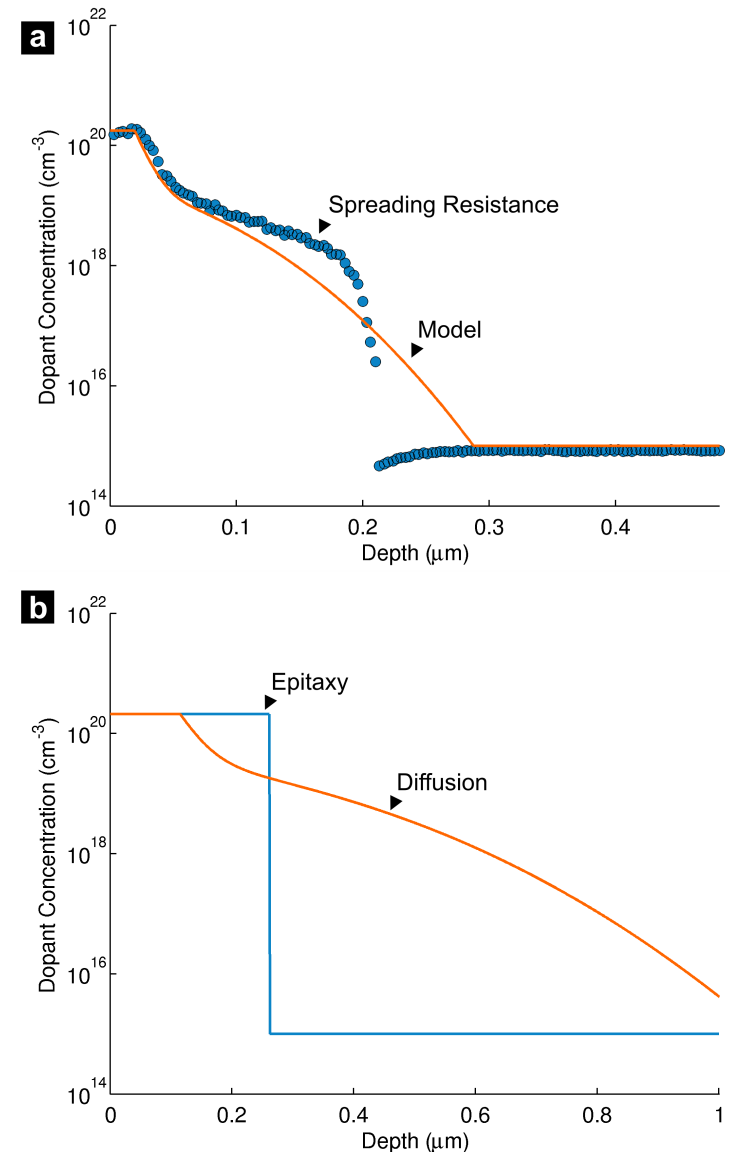 a
10^22
10^20
10^18
10^16
10^14
Dopant Concentration (cm^-3)
Spreading Resistance
Model
0 0.1 0.2 0.3 0.4
Depth (μm)
b
10^22
10^20
10^18
10^16
10^14
Dopant Concentration (cm^-3)
Epitaxy
Diffusion
0 0.2 0.4 0.6 0.8 1
Depth (μm)